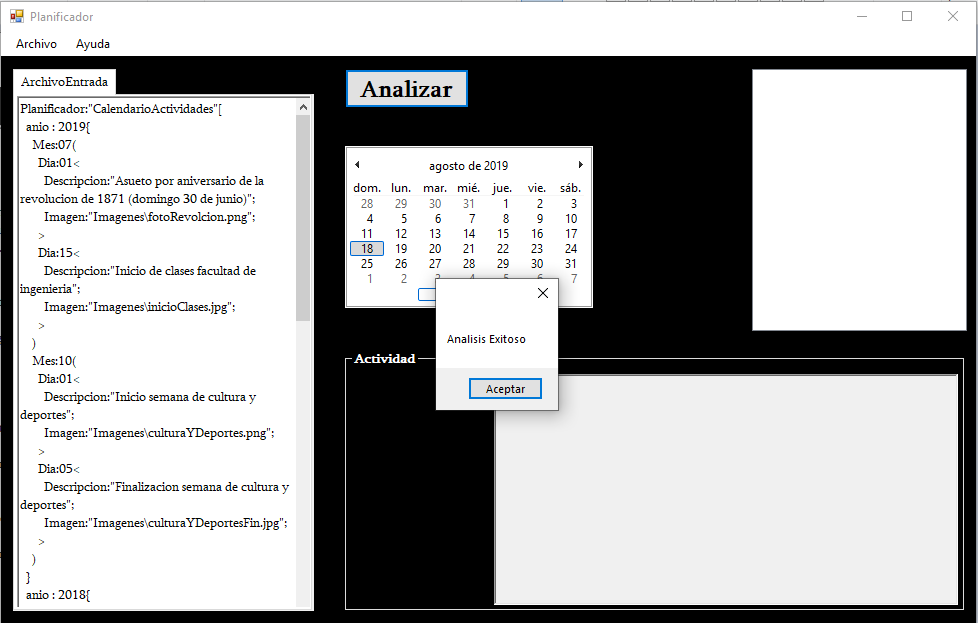 Planificador
Archivo Ayuda
ArchivoEntrada
Planificador:"CalendarioActividades"[
anio : 2019{
Mes:07(
Dia:01<
Descripcion:"Asueto por aniversario de la
revolucion de 1871 (domingo 30 de junio)";
Imagen:"Imagenes\fotoRevolcion.png";
>
Dia:15<
Descripcion:"Inicio de clases facultad de
ingenieria";
Imagen:"Imagenes\inicioClases.jpg";
>
)
Mes:10(
Dia:01<
Descripcion:"Inicio semana de cultura y
deportes";
Imagen:"Imagenes\culturaYDeportes.png";
>
Dia:05<
Descripcion:"Finalizacion semana de cultura y
deportes";
Imagen:"Imagenes\culturaYDeportesFin.jpg";
>
)
}
anio : 2018{
Analizar
agosto de 2019
dom. lun. mar. mié. jue. vie. sáb.
28 29 30 31 1 2 3
4 5 6 7 8 9 10
11 12 13 14 15 16 17
18 19 20 21 22 23 24
25 26 27 28 29 30 31
1 2 3 4 5 6 7
Analisis Exitoso
Aceptar
Actividad